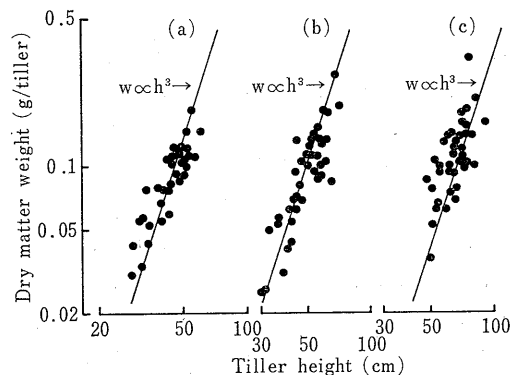 0.5
(a)
(b)
(c)
w∝h³→
w∝h³→
w∝h³→
0.1
0.05
0.02
20
50
100
30
50
100
30
50
100
Dry matter weight (g/tiller)
Tiller height (cm)